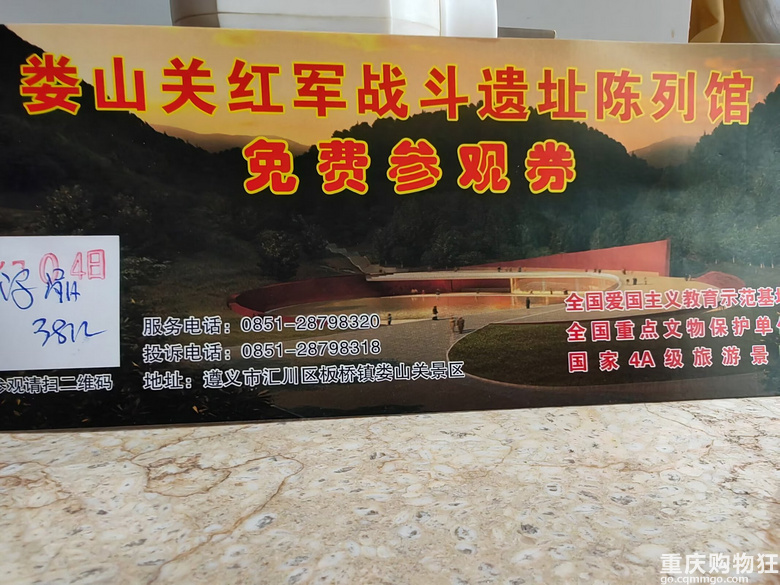 娄山关红军战斗遗址陈列馆
免费参观券
04日
3812
参观请扫二维码
服务电话：0851-28798320
投诉电话：0851-28798318
地址：遵义市汇川区板桥镇娄山关景区
全国爱国主义教育示范基地
全国重点文物保护单位
国家4A级旅游景
重庆购物狂
go.cqmmgo.com